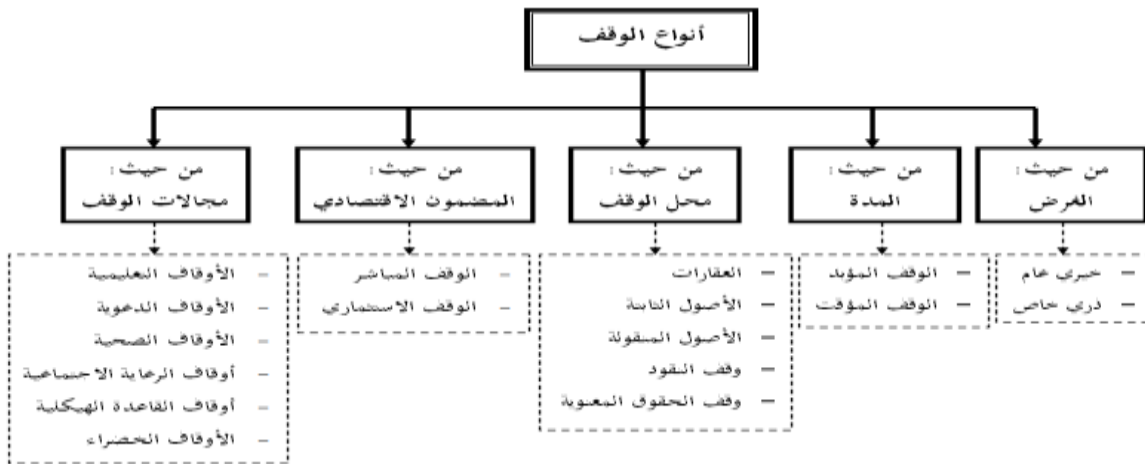 أنواع الوقف
من حيث:
الغرض
من حيث:
المدة
من حيث:
محل الوقف
من حيث:
المضمون الاقتصادي
من حيث:
مجالات الوقف
– خيري عام
– ذري خاص
– الوقف المؤبد
– الوقف المؤقت
– العقارات
– الأصول الثابتة
– الأصول المنقولة
– وقف النقود
– وقف الحقوق المعنوية
– الوقف المباشر
– الوقف الاستثماري
– الأوقاف التعليمية
– الأوقاف الدعوية
– الأوقاف الصحية
– أوقاف الرعاية الاجتماعية
– أوقاف القاعدة الهيكلية
– الأوقاف الخضراء